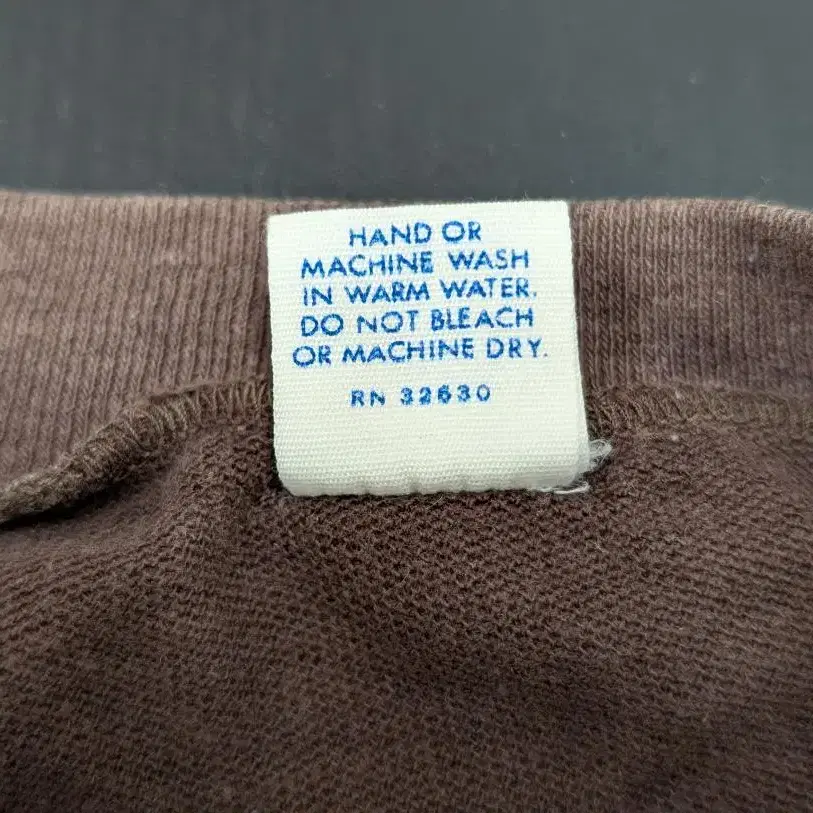 HAND OR
MACHINE WASH
IN WARM WATER.
DO NOT BLEACH
OR MACHINE DRY.
RN 32630